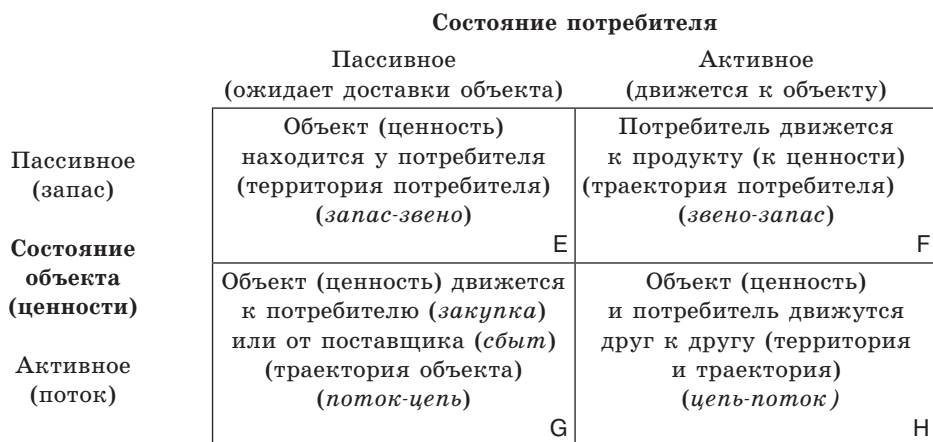 Состояние потребителя
Пассивное
(ожидает доставки объекта)
Активное
(движется к объекту)
Пассивное
(запас)
Объект (ценность)
находится у потребителя
(территория потребителя)
(запас-звено)
E
Потребитель движется
к продукту (к ценности)
(траектория потребителя)
(звено-запас)
F
Состояние
объекта
(ценности)
Активное
(поток)
Объект (ценность) движется
к потребителю (закупка)
или от поставщика (сбыт)
(траектория объекта)
(поток-цепь)
G
Объект (ценность)
и потребитель движутся
друг к другу (территория
и траектория)
(цепь-поток)
H